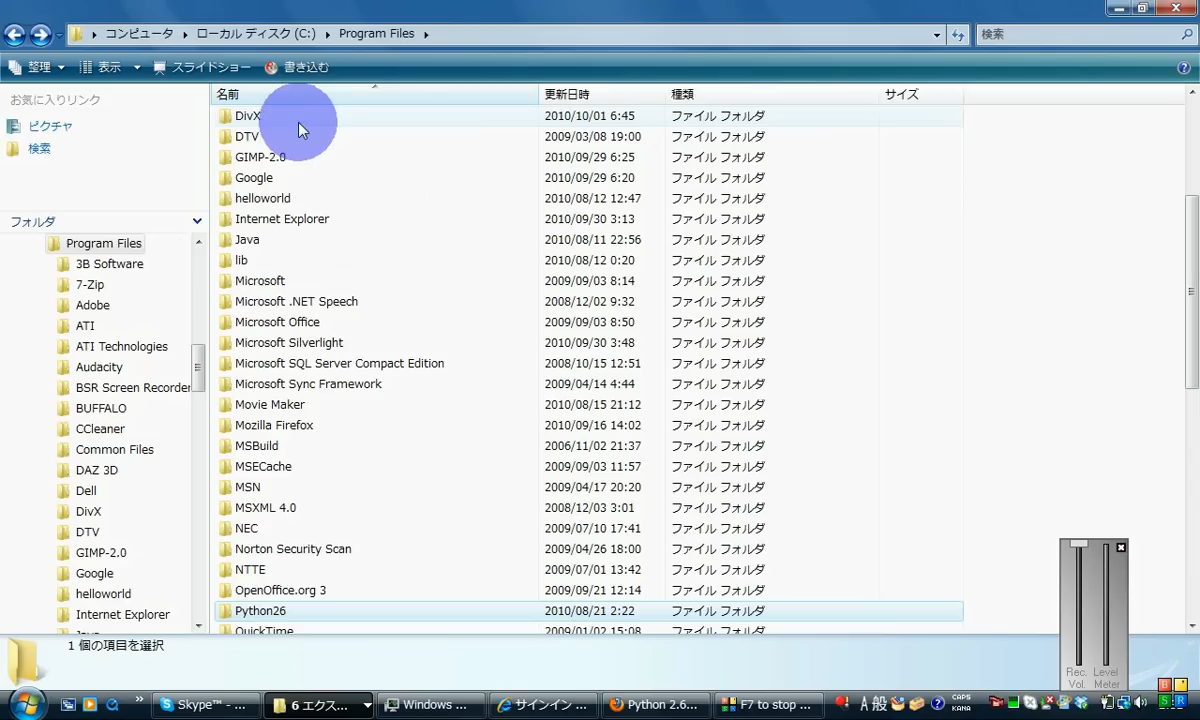 コンピュータ ローカル ディスク (C:) Program Files 検索
整理 表示 スライドショー 書き込む
お気に入りリンク
ピクチャ
検索
フォルダ
Program Files
3B Software
7-Zip
Adobe
ATI
ATI Technologies
Audacity
BSR Screen Recorder
BUFFALO
CCleaner
Common Files
DAZ 3D
Dell
DivX
DTV
GIMP-2.0
Google
helloworld
Internet Explorer
名前 更新日時 種類 サイズ
DivX 2010/10/01 6:45 ファイル フォルダ
DTV 2009/03/08 19:00 ファイル フォルダ
GIMP-2.0 2010/09/29 6:25 ファイル フォルダ
Google 2010/09/29 6:20 ファイル フォルダ
helloworld 2010/08/12 12:47 ファイル フォルダ
Internet Explorer 2010/09/30 3:13 ファイル フォルダ
Java 2010/08/11 22:56 ファイル フォルダ
lib 2010/08/12 0:20 ファイル フォルダ
Microsoft 2009/09/03 8:14 ファイル フォルダ
Microsoft .NET Speech 2008/12/02 9:32 ファイル フォルダ
Microsoft Office 2009/09/03 8:50 ファイル フォルダ
Microsoft Silverlight 2010/09/30 3:48 ファイル フォルダ
Microsoft SQL Server Compact Edition 2008/10/15 12:51 ファイル フォルダ
Microsoft Sync Framework 2009/04/14 4:44 ファイル フォルダ
Movie Maker 2010/08/15 21:12 ファイル フォルダ
Mozilla Firefox 2010/09/16 14:02 ファイル フォルダ
MSBuild 2006/11/02 21:37 ファイル フォルダ
MSECache 2009/09/03 11:57 ファイル フォルダ
MSN 2009/04/17 20:20 ファイル フォルダ
MSXML 4.0 2008/12/03 3:01 ファイル フォルダ
NEC 2009/07/10 17:41 ファイル フォルダ
Norton Security Scan 2009/04/26 18:00 ファイル フォルダ
NTTE 2009/07/01 13:42 ファイル フォルダ
OpenOffice.org 3 2009/09/21 12:14 ファイル フォルダ
Python26 2010/08/21 2:22 ファイル フォルダ
QuickTime 2009/01/02 15:08 ファイル フォルダ
1 個の項目を選択
Rec. Vol. Level Meter
Skype™ - ... 6 エクス... Windows ... サインイン ... Python 2.6... F7 to stop ... A 般 CAPS KANA